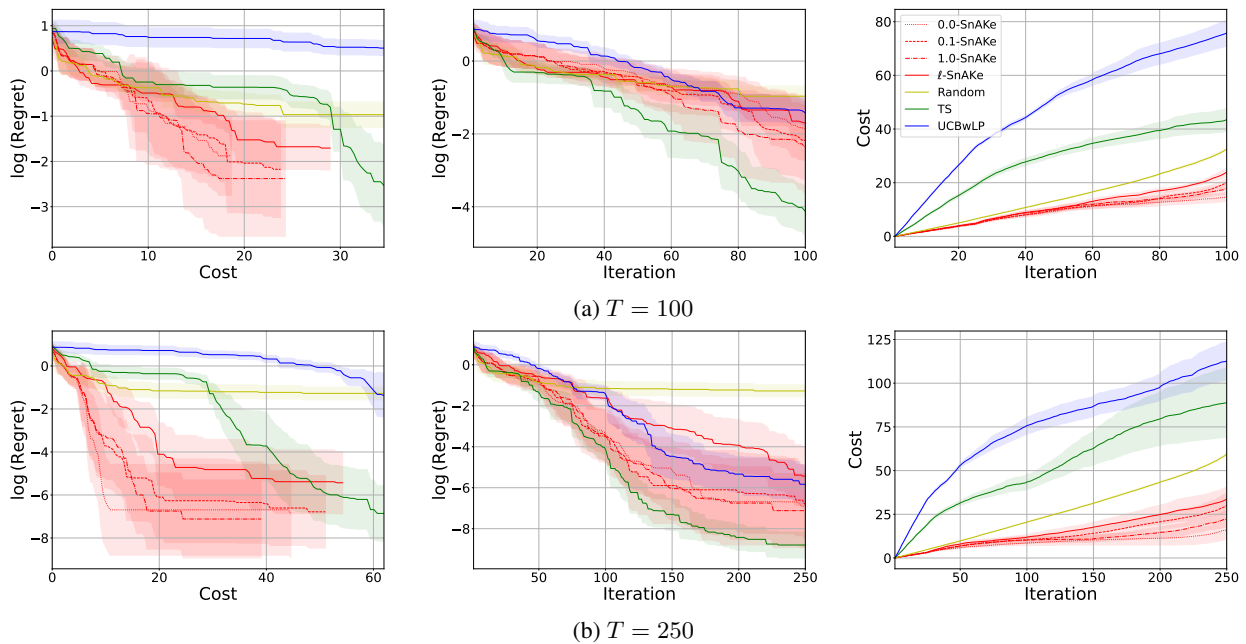 1
0
−1
−2
−3
log (Regret)
0
10
20
30
Cost
0
−2
−4
log (Regret)
20
40
60
80
100
Iteration
80
60
40
20
0
Cost
0.0-SnAKe
0.1-SnAKe
1.0-SnAKe
ℓ-SnAKe
Random
TS
UCBwLP
20
40
60
80
100
Iteration
(a) T = 100
0
−2
−4
−6
−8
log (Regret)
0
20
40
60
Cost
0
−2
−4
−6
−8
log (Regret)
50
100
150
200
250
Iteration
125
100
75
50
25
0
Cost
50
100
150
200
250
Iteration
(b) T = 250